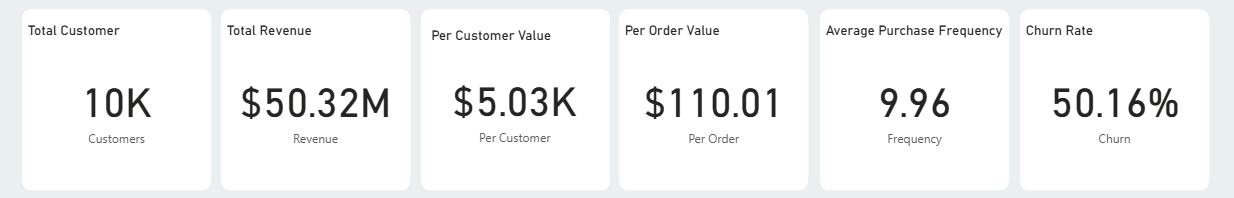 Total Customer
10K
Customers
Total Revenue
$50.32M
Revenue
Per Customer Value
$5.03K
Per Customer
Per Order Value
$110.01
Per Order
Average Purchase Frequency
9.96
Frequency
Churn Rate
50.16%
Churn